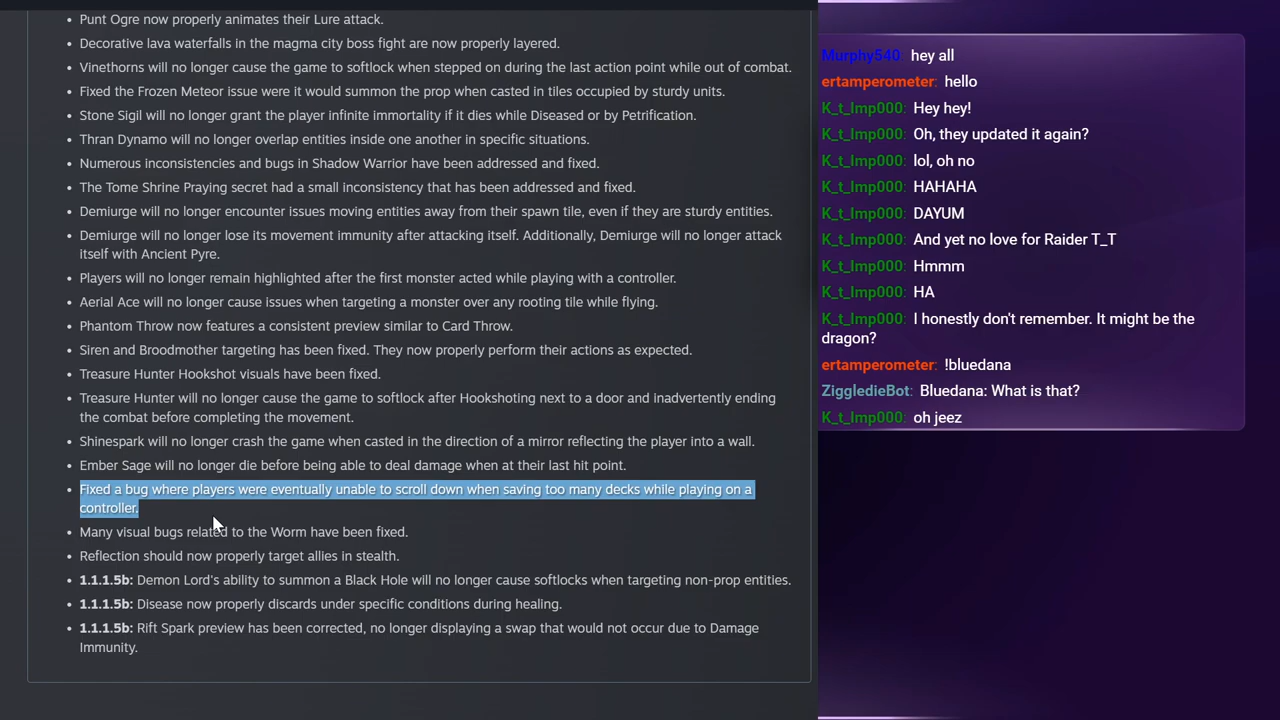 Punt Ogre now properly animates their Lure attack.
Decorative lava waterfalls in the magma city boss fight are now properly layered.
Vinethorns will no longer cause the game to softlock when stepped on during the last action point while out of combat.
Fixed the Frozen Meteor issue were it would summon the prop when casted in tiles occupied by sturdy units.
Stone Sigil will no longer grant the player infinite immortality if it dies while Diseased or by Petrification.
Thran Dynamo will no longer overlap entities inside one another in specific situations.
Numerous inconsistencies and bugs in Shadow Warrior have been addressed and fixed.
The Tome Shrine Praying secret had a small inconsistency that has been addressed and fixed.
Demiurge will no longer encounter issues moving entities away from their spawn tile, even if they are sturdy entities.
Demiurge will no longer lose its movement immunity after attacking itself. Additionally, Demiurge will no longer attack
itself with Ancient Pyre.
Players will no longer remain highlighted after the first monster acted while playing with a controller.
Aerial Ace will no longer cause issues when targeting a monster over any rooting tile while flying.
Phantom Throw now features a consistent preview similar to Card Throw.
Siren and Broodmother targeting has been fixed. They now properly perform their actions as expected.
Treasure Hunter Hookshot visuals have been fixed.
Treasure Hunter will no longer cause the game to softlock after Hookshoting next to a door and inadvertently ending
the combat before completing the movement.
Shinespark will no longer crash the game when casted in the direction of a mirror reflecting the player into a wall.
Ember Sage will no longer die before being able to deal damage when at their last hit point.
Fixed a bug where players were eventually unable to scroll down when saving too many decks while playing on a
controller.
Many visual bugs related to the Worm have been fixed.
Reflection should now properly target allies in stealth.
1.1.1.5b: Demon Lord's ability to summon a Black Hole will no longer cause softlocks when targeting non-prop entities.
1.1.1.5b: Disease now properly discards under specific conditions during healing.
1.1.1.5b: Rift Spark preview has been corrected, no longer displaying a swap that would not occur due to Damage
Immunity.
Murphy540: hey all
ertamperometer: hello
K_t_Imp000: Hey hey!
K_t_Imp000: Oh, they updated it again?
K_t_Imp000: lol, oh no
K_t_Imp000: HAHAHA
K_t_Imp000: DAYUM
K_t_Imp000: And yet no love for Raider T_T
K_t_Imp000: Hmmm
K_t_Imp000: HA
K_t_Imp000: I honestly don't remember. It might be the
dragon?
ertamperometer: !bluedana
ZiggledieBot: Bluedana: What is that?
K_t_Imp000: oh jeez